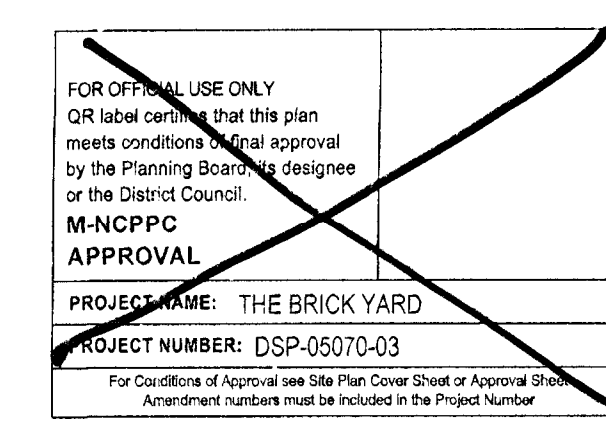 FOR OFFICIAL USE ONLY
QR label certifies that this plan
meets conditions of final approval
by the Planning Board, its designee
or the District Council.
M-NCPPC
APPROVAL
PROJECT NAME: THE BRICK YARD
PROJECT NUMBER: DSP-05070-03
For Conditions of Approval see Site Plan Cover Sheet or Approval Sheet
Amendment numbers must be included in the Project Number